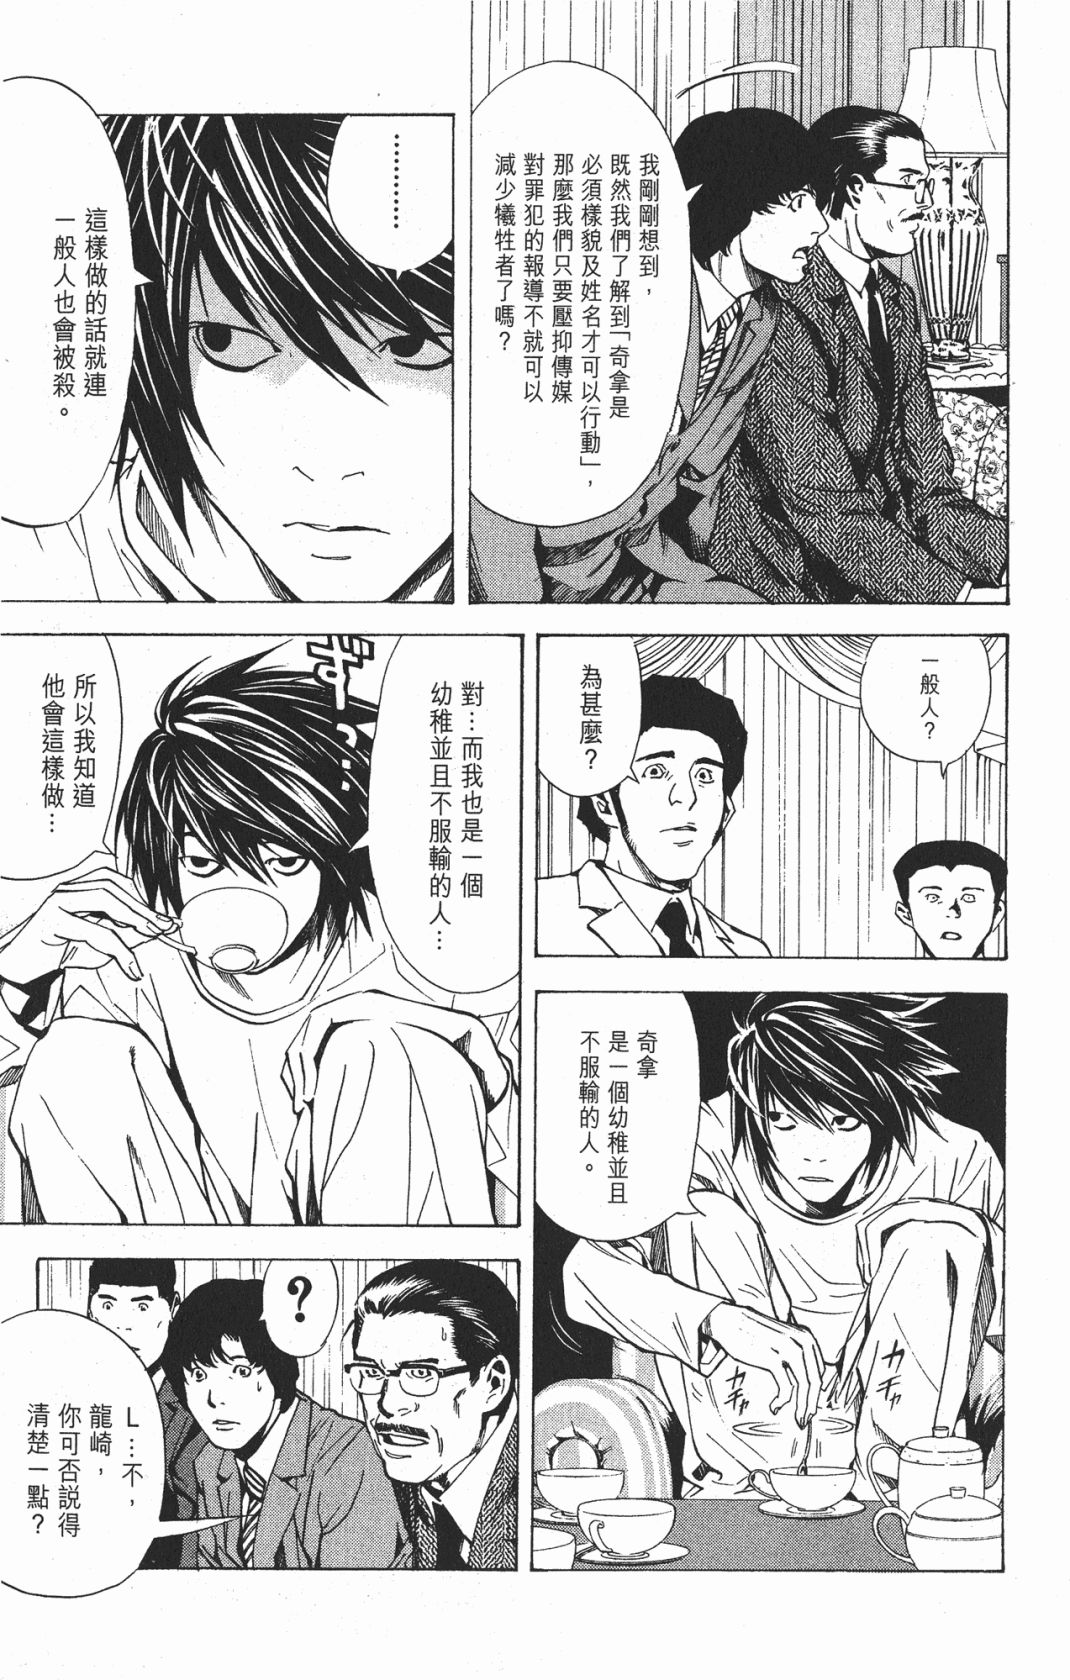 我剛剛想到，
既然我們了解到「奇拿是
必須樣貌及姓名才可以行動」，
那麼我們只要壓抑傳媒
對罪犯的報導不就可以
減少犧牲者了嗎？
…………
這樣做的話就連
一般人也會被殺。
一般人？
為甚麼？
奇拿
是一個幼稚並且
不服輸的人。
カチャ
カチャ
對…而我也是一個
幼稚並且不服輸的人…
ずずっ…
所以我知道
他會這樣做…
？
L…不，
龍崎，
你可否説得
清楚一點？